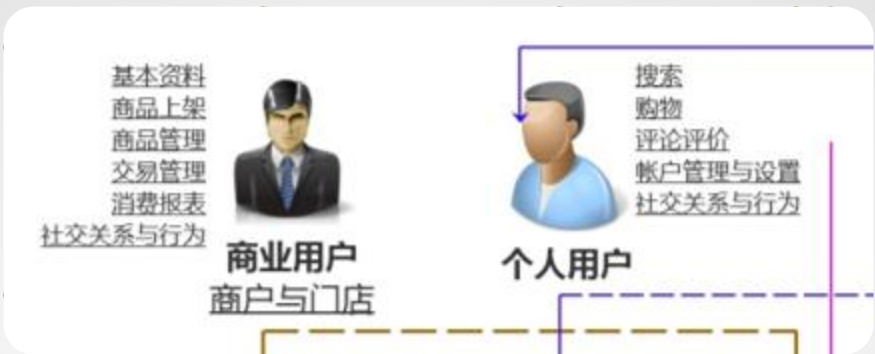 基本资料
商品上架
商品管理
交易管理
消费报表
社交关系与行为
商业用户
商户与门店
搜索
购物
评论评价
帐户管理与设置
社交关系与行为
个人用户